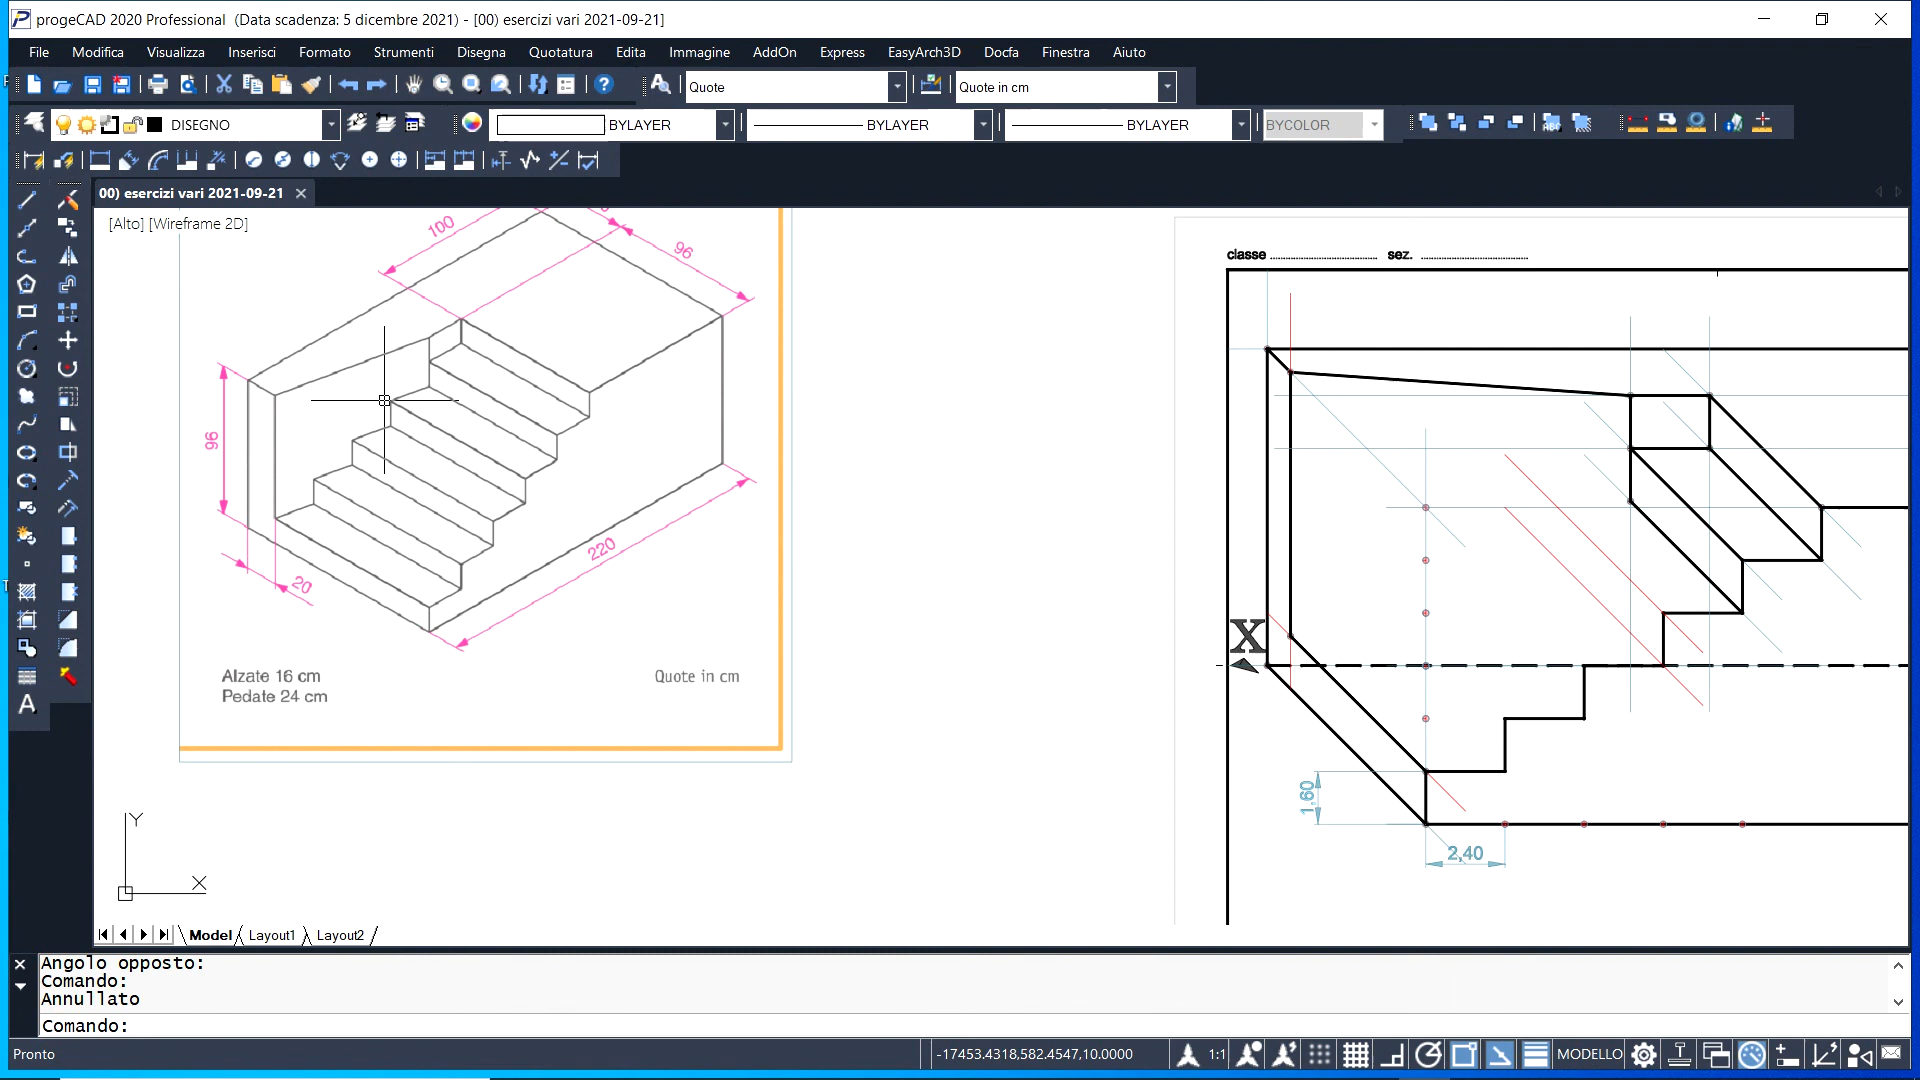 progeCAD 2020 Professional (Data scadenza: 5 dicembre 2021) - [00) esercizi vari 2021-09-21]
File Modifica Visualizza Inserisci Formato Strumenti Disegna Quotatura Edita Immagine AddOn Express EasyArch3D Docfa Finestra Aiuto
Quote
Quote in cm
DISEGNO
BYLAYER
BYLAYER
BYLAYER
BYCOLOR
00) esercizi vari 2021-09-21
[Alto] [Wireframe 2D]
100
96
96
20
220
Alzate 16 cm
Pedate 24 cm
Quote in cm
classe
sez.
X
1,60
2,40
Y
X
Model
Layout1
Layout2
Angolo opposto:
Comando:
Annullato
Comando:
Pronto
-17453.4318,582.4547,10.0000
1:1
MODELLO